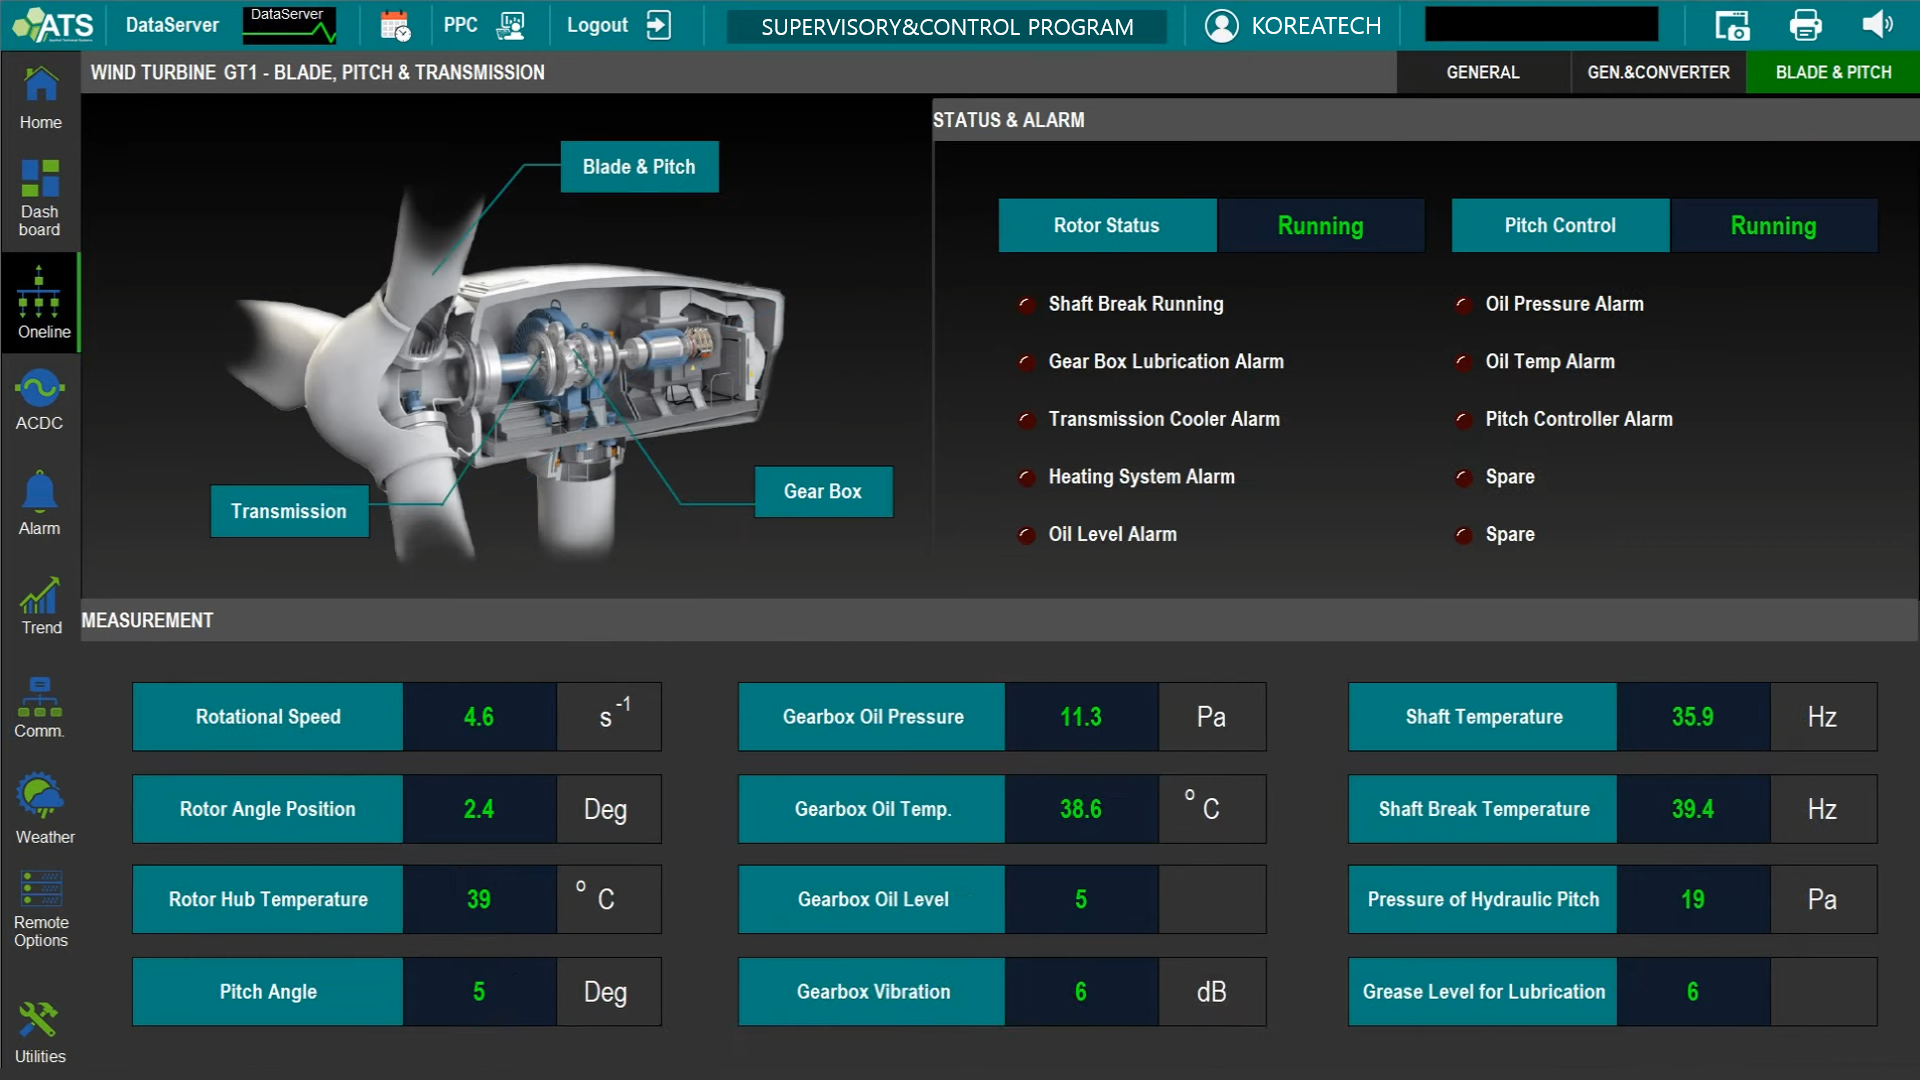 ATS
DataServer
DataServer
PPC
Logout
SUPERVISORY&CONTROL PROGRAM
KOREATECH
WIND TURBINE GT1 - BLADE, PITCH & TRANSMISSION
GENERAL
GEN.&CONVERTER
BLADE & PITCH
Home
Dash
board
Oneline
ACDC
Alarm
Trend
Comm.
Weather
Remote
Options
Utilities
Blade & Pitch
Transmission
Gear Box
STATUS & ALARM
Rotor Status Running
Pitch Control Running
Shaft Break Running
Oil Pressure Alarm
Gear Box Lubrication Alarm
Oil Temp Alarm
Transmission Cooler Alarm
Pitch Controller Alarm
Heating System Alarm
Spare
Oil Level Alarm
Spare
MEASUREMENT
Rotational Speed 4.6 s-1
Gearbox Oil Pressure 11.3 Pa
Shaft Temperature 35.9 Hz
Rotor Angle Position 2.4 Deg
Gearbox Oil Temp. 38.6 °C
Shaft Break Temperature 39.4 Hz
Rotor Hub Temperature 39 °C
Gearbox Oil Level 5
Pressure of Hydraulic Pitch 19 Pa
Pitch Angle 5 Deg
Gearbox Vibration 6 dB
Grease Level for Lubrication 6